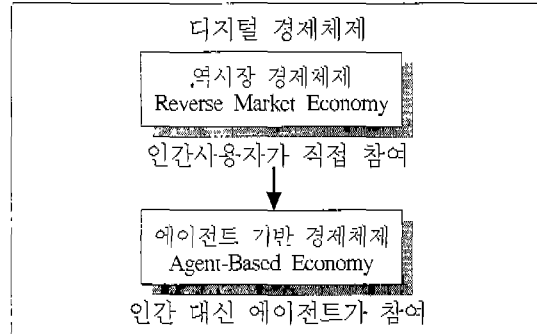 디지털 경제체제
역시장 경제체제
Reverse Market Economy
인간사용자가 직접 참여
에이전트 기반 경제체제
Agent-Based Economy
인간 대신 에이전트가 참여